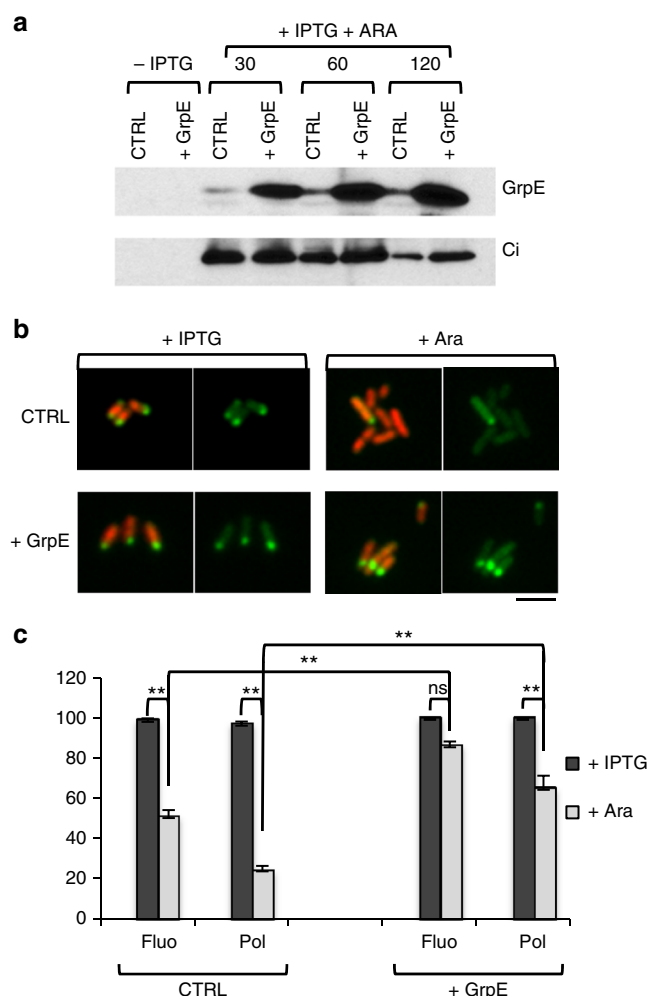 a
+ IPTG + ARA
– IPTG 30 60 120
CTRL + GrpE CTRL + GrpE CTRL + GrpE CTRL + GrpE
GrpE
Ci
b
+ IPTG + Ara
CTRL
+ GrpE
c
**
**
** ** ns **
120
100
80
60
40
20
0
+ IPTG
+ Ara
Fluo Pol Fluo Pol
CTRL + GrpE